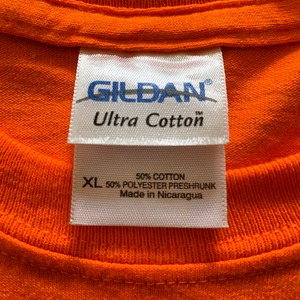 GILDAN®
Ultra Cotton™
50% COTTON
XL 50% POLYESTER PRESHRUNK
Made in Nicaragua